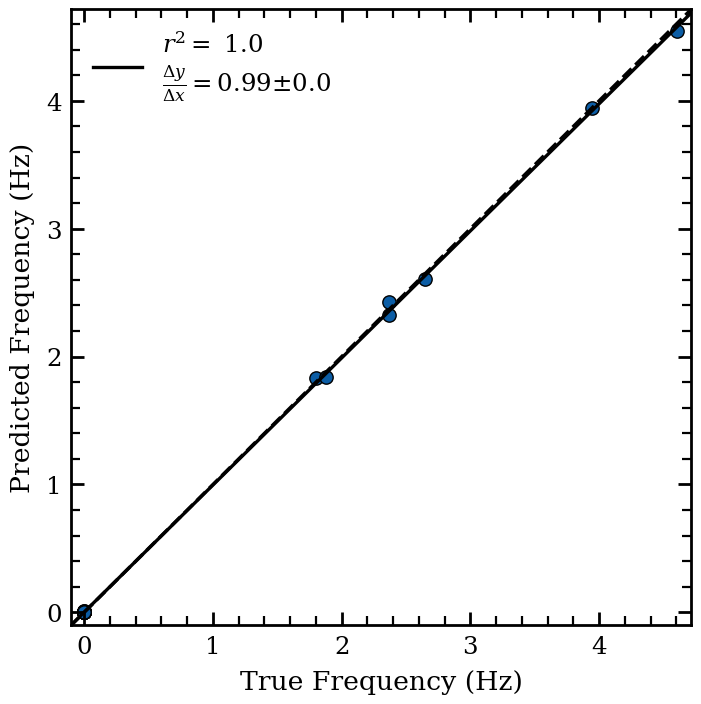 r² = 1.0
Δy/Δx = 0.99±0.0
4
3
2
1
0
Predicted Frequency (Hz)
0 1 2 3 4
True Frequency (Hz)